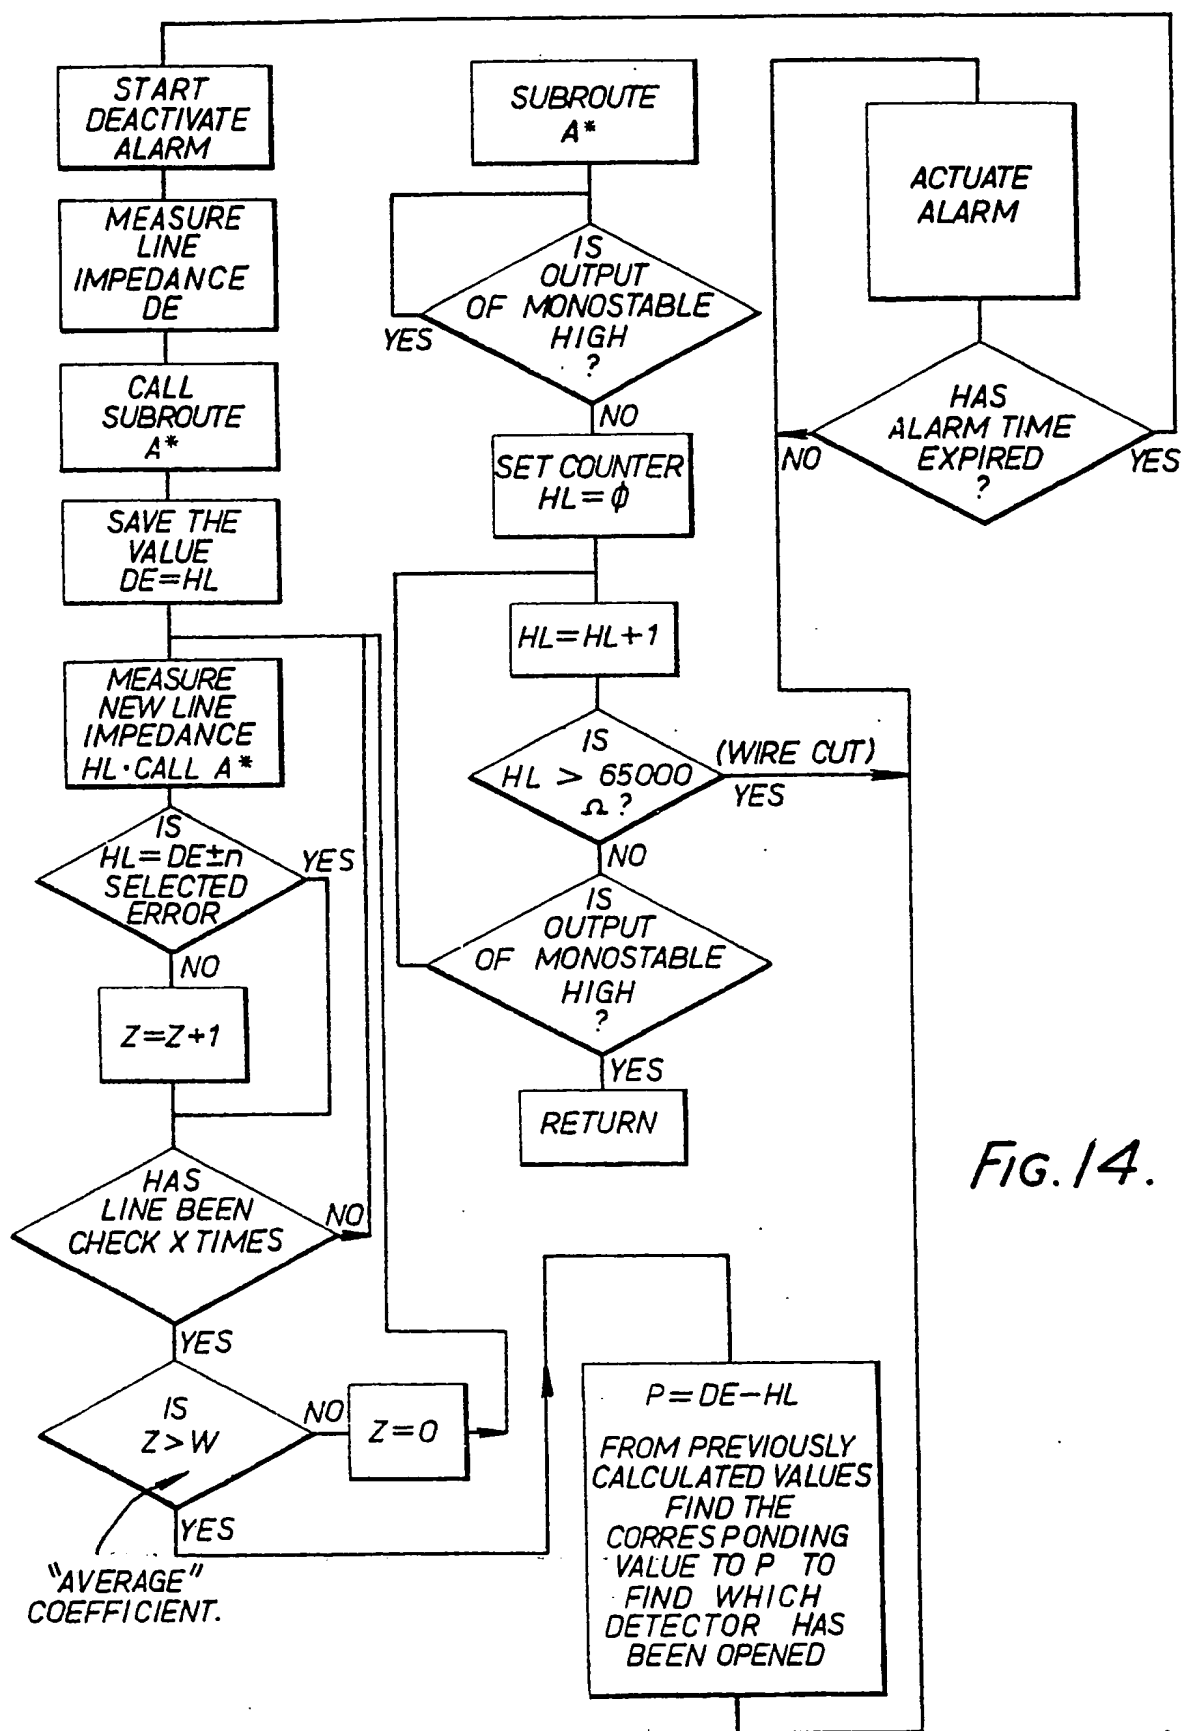 START
DEACTIVATE
ALARM
MEASURE
LINE
IMPEDANCE
DE
CALL
SUBROUTE
A*
SAVE THE
VALUE
DE=HL
MEASURE
NEW LINE
IMPEDANCE
HL·CALL A*
IS
HL=DE±n
SELECTED
ERROR
YES
NO
Z=Z+1
HAS
LINE BEEN
CHECK X TIMES
NO
YES
IS
Z>W
NO
Z=0
YES
"AVERAGE"
COEFFICIENT.
SUBROUTE
A*
IS
OUTPUT
OF MONOSTABLE
HIGH
?
YES
NO
SET COUNTER
HL=ϕ
HL=HL+1
IS
HL > 65000
Ω ?
(WIRE CUT)
YES
NO
IS
OUTPUT
OF MONOSTABLE
HIGH
?
YES
RETURN
P=DE-HL
FROM PREVIOUSLY
CALCULATED VALUES
FIND THE
CORRESPONDING
VALUE TO P TO
FIND WHICH
DETECTOR HAS
BEEN OPENED
ACTUATE
ALARM
HAS
ALARM TIME
EXPIRED
?
NO
YES
FIG. 14.